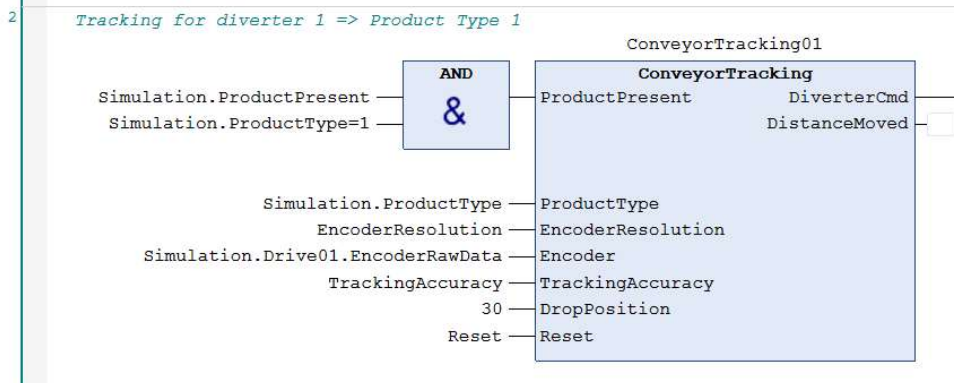 2
Tracking for diverter 1 => Product Type 1
ConveyorTracking01
AND
ConveyorTracking
Simulation.ProductPresent
&
ProductPresent
DiverterCmd
Simulation.ProductType=1
DistanceMoved
Simulation.ProductType
ProductType
EncoderResolution
EncoderResolution
Simulation.Drive01.EncoderRawData
Encoder
TrackingAccuracy
TrackingAccuracy
30
DropPosition
Reset
Reset